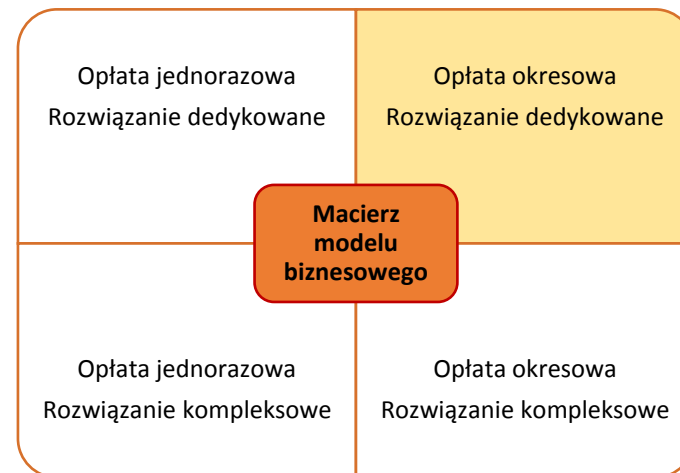 Opłata jednorazowa
Rozwiązanie dedykowane
Opłata okresowa
Rozwiązanie dedykowane
Macierz
modelu
biznesowego
Opłata jednorazowa
Rozwiązanie kompleksowe
Opłata okresowa
Rozwiązanie kompleksowe